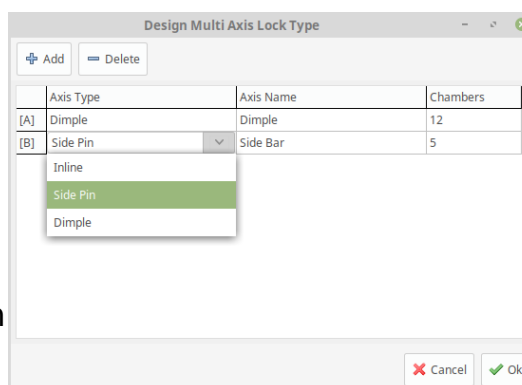 Design Multi Axis Lock Type
Add Delete
Axis Type Axis Name Chambers
[A] Dimple Dimple 12
[B] Side Pin Side Bar 5
Inline
Side Pin
Dimple
Cancel Ok